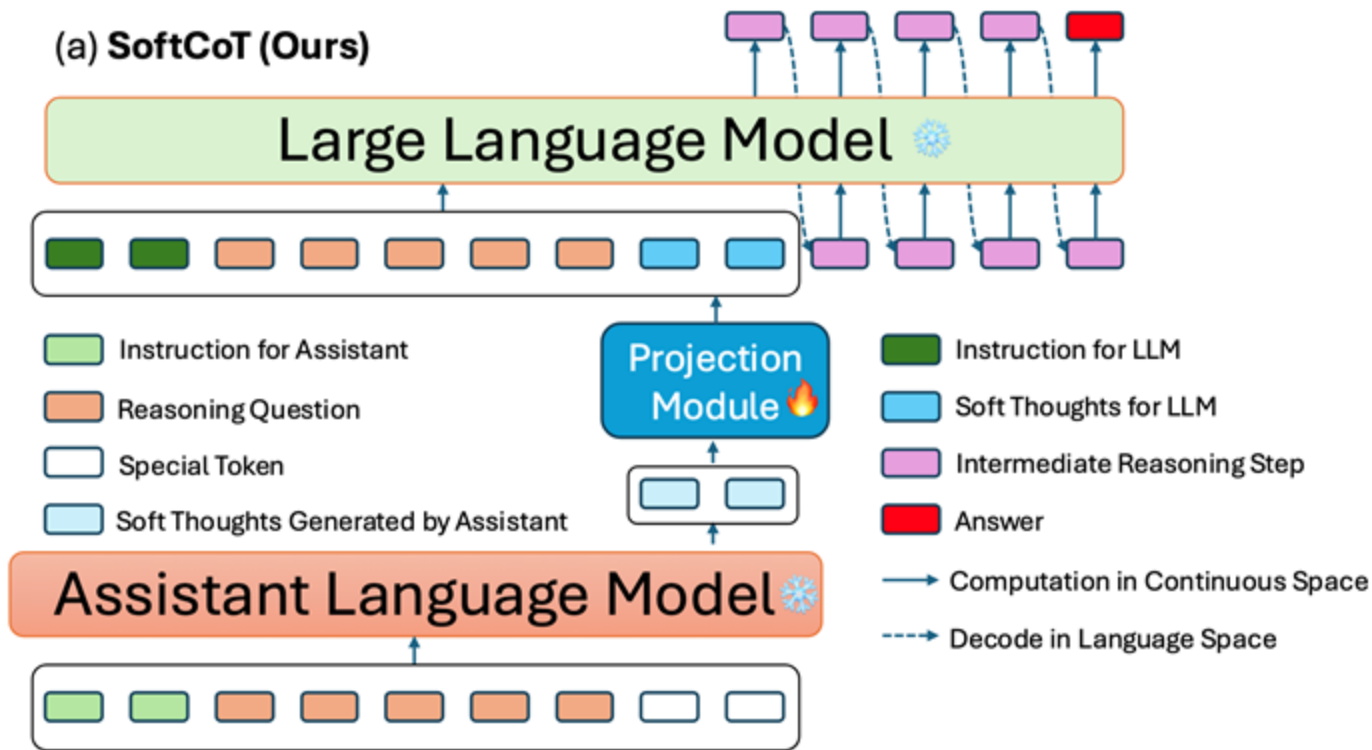 (a) SoftCoT (Ours)
Large Language Model
Instruction for Assistant
Reasoning Question
Special Token
Soft Thoughts Generated by Assistant
Projection
Module
Instruction for LLM
Soft Thoughts for LLM
Intermediate Reasoning Step
Answer
Computation in Continuous Space
Decode in Language Space
Assistant Language Model